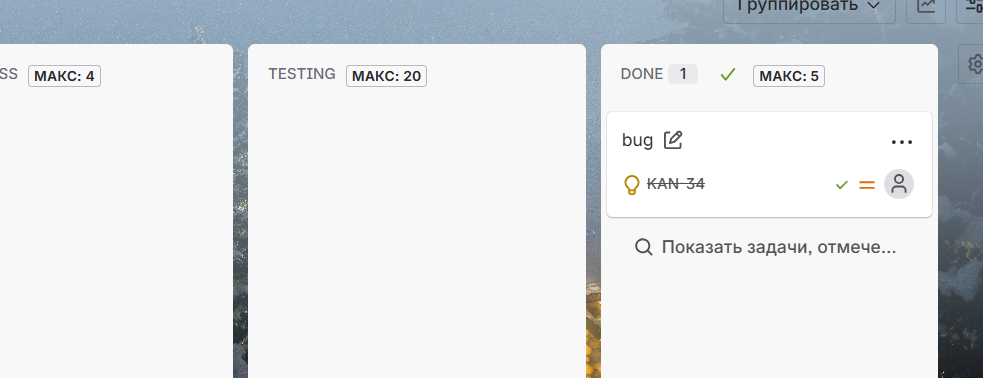 Группировать
SS МАКС: 4
TESTING МАКС: 20
DONE 1 МАКС: 5
bug
KAN-34
Показать задачи, отмече...